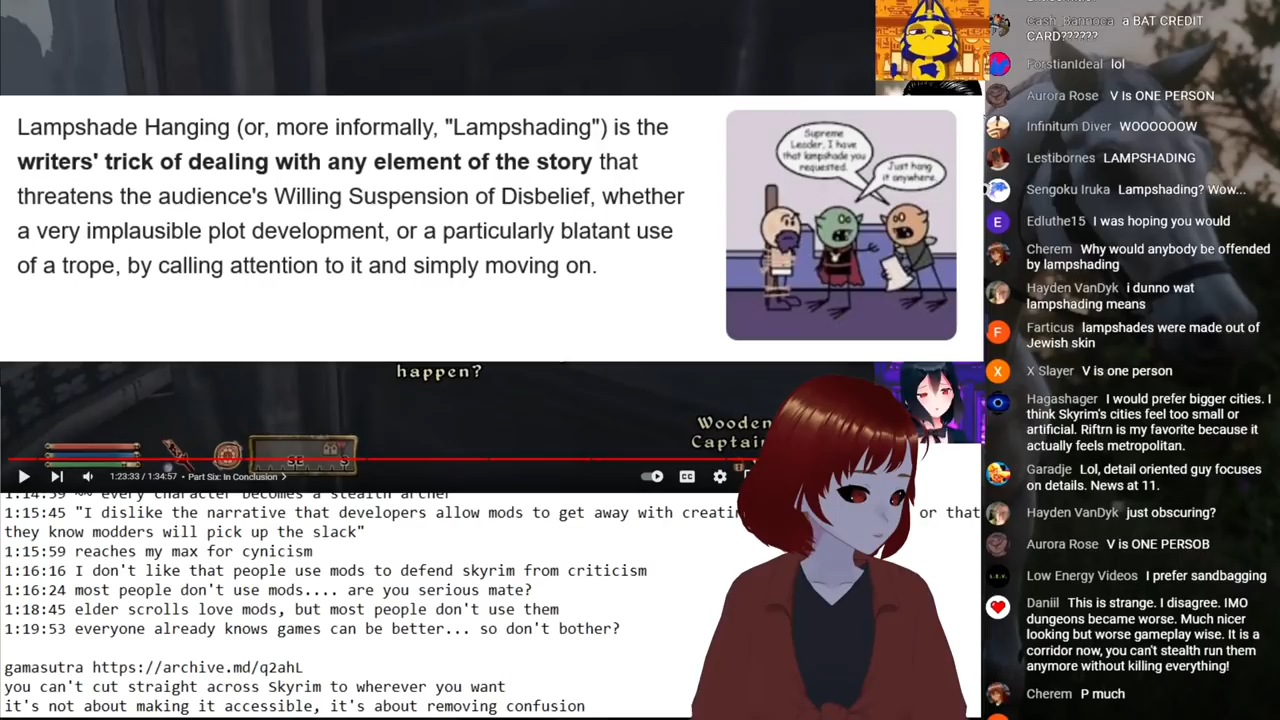 Lampshade Hanging (or, more informally, "Lampshading") is the
writers' trick of dealing with any element of the story that
threatens the audience's Willing Suspension of Disbelief, whether
a very implausible plot development, or a particularly blatant use
of a trope, by calling attention to it and simply moving on.
Supreme
Leader, I have
that lampshade you
requested.
Just hang
it anywhere.
happen?
Wooden
Captain
SE
S
1:23:33 / 1:34:57 • Part Six: In Conclusion >
CC
every character becomes a stealth archer
1:15:45 "I dislike the narrative that developers allow mods to get away with creatin or that
they know modders will pick up the slack"
1:15:59 reaches my max for cynicism
1:16:16 I don't like that people use mods to defend skyrim from criticism
1:16:24 most people don't use mods.... are you serious mate?
1:18:45 elder scrolls love mods, but most people don't use them
1:19:53 everyone already knows games can be better... so don't bother?
gamasutra https://archive.md/q2ahL
you can't cut straight across Skyrim to wherever you want
it's not about making it accessible, it's about removing confusion
Cash_Bannoca a BAT CREDIT
CARD??????
ForstianIdeal lol
Aurora Rose V Is ONE PERSON
Infinitum Diver WOOOOOOW
Lestibornes LAMPSHADING
Sengoku Iruka Lampshading? Wow...
E Edluthe15 I was hoping you would
Cherem Why would anybody be offended
by lampshading
Hayden VanDyk i dunno wat
lampshading means
F Farticus lampshades were made out of
Jewish skin
X X Slayer V is one person
Hagashager I would prefer bigger cities. I
think Skyrim's cities feel too small or
artificial. Riftrn is my favorite because it
actually feels metropolitan.
Garadje Lol, detail oriented guy focuses
on details. News at 11.
Hayden VanDyk just obscuring?
Aurora Rose V is ONE PERSOB
Low Energy Videos I prefer sandbagging
Daniil This is strange. I disagree. IMO
dungeons became worse. Much nicer
looking but worse gameplay wise. It is a
corridor now, you can't stealth run them
anymore without killing everything!
Cherem P much